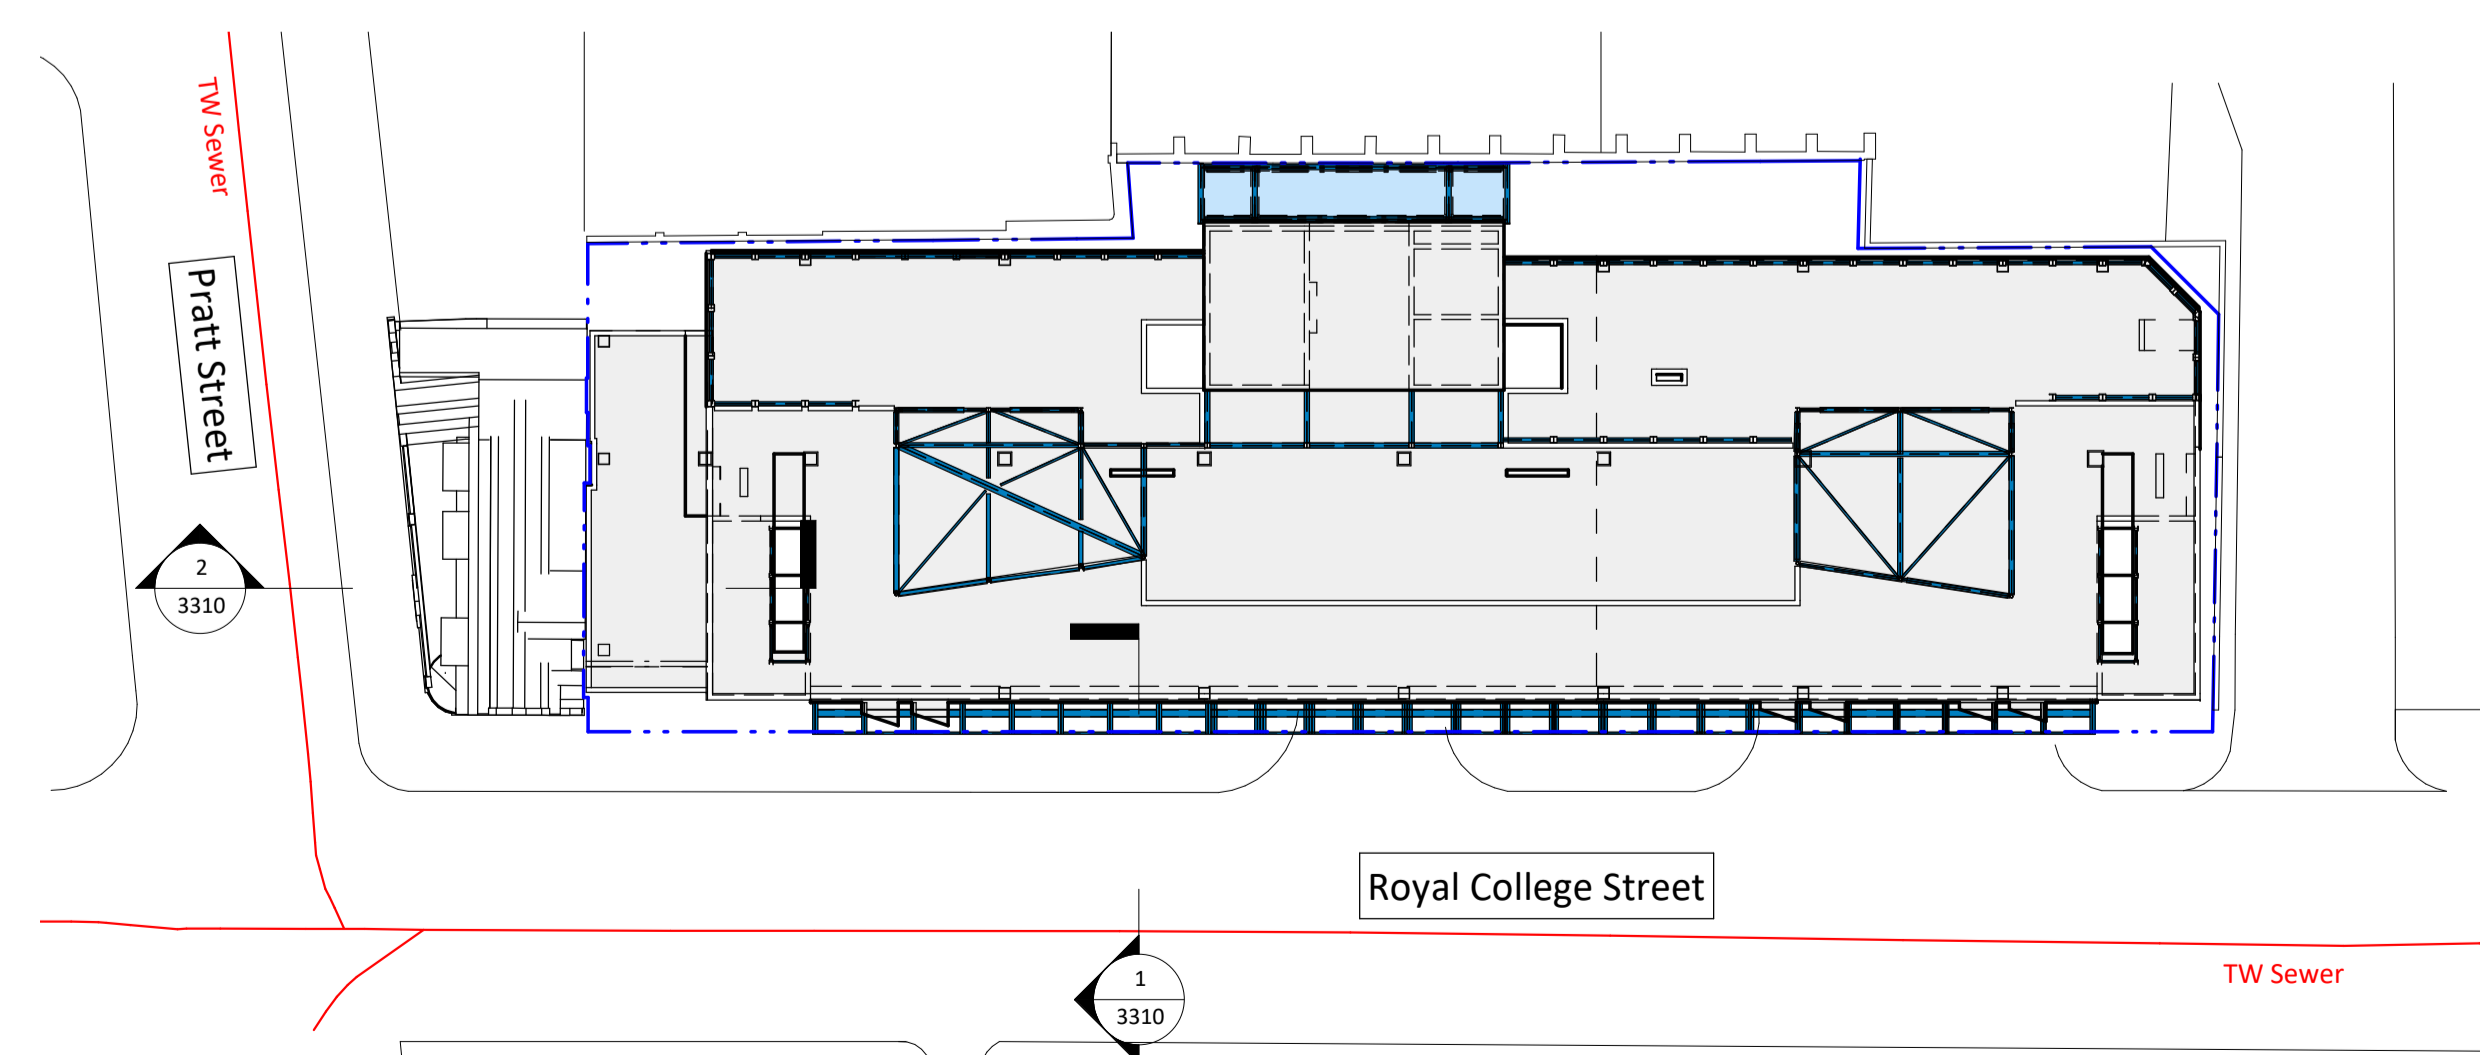 TW Sewer
Pratt Street
2
3310
Royal College Street
TW Sewer
1
3310